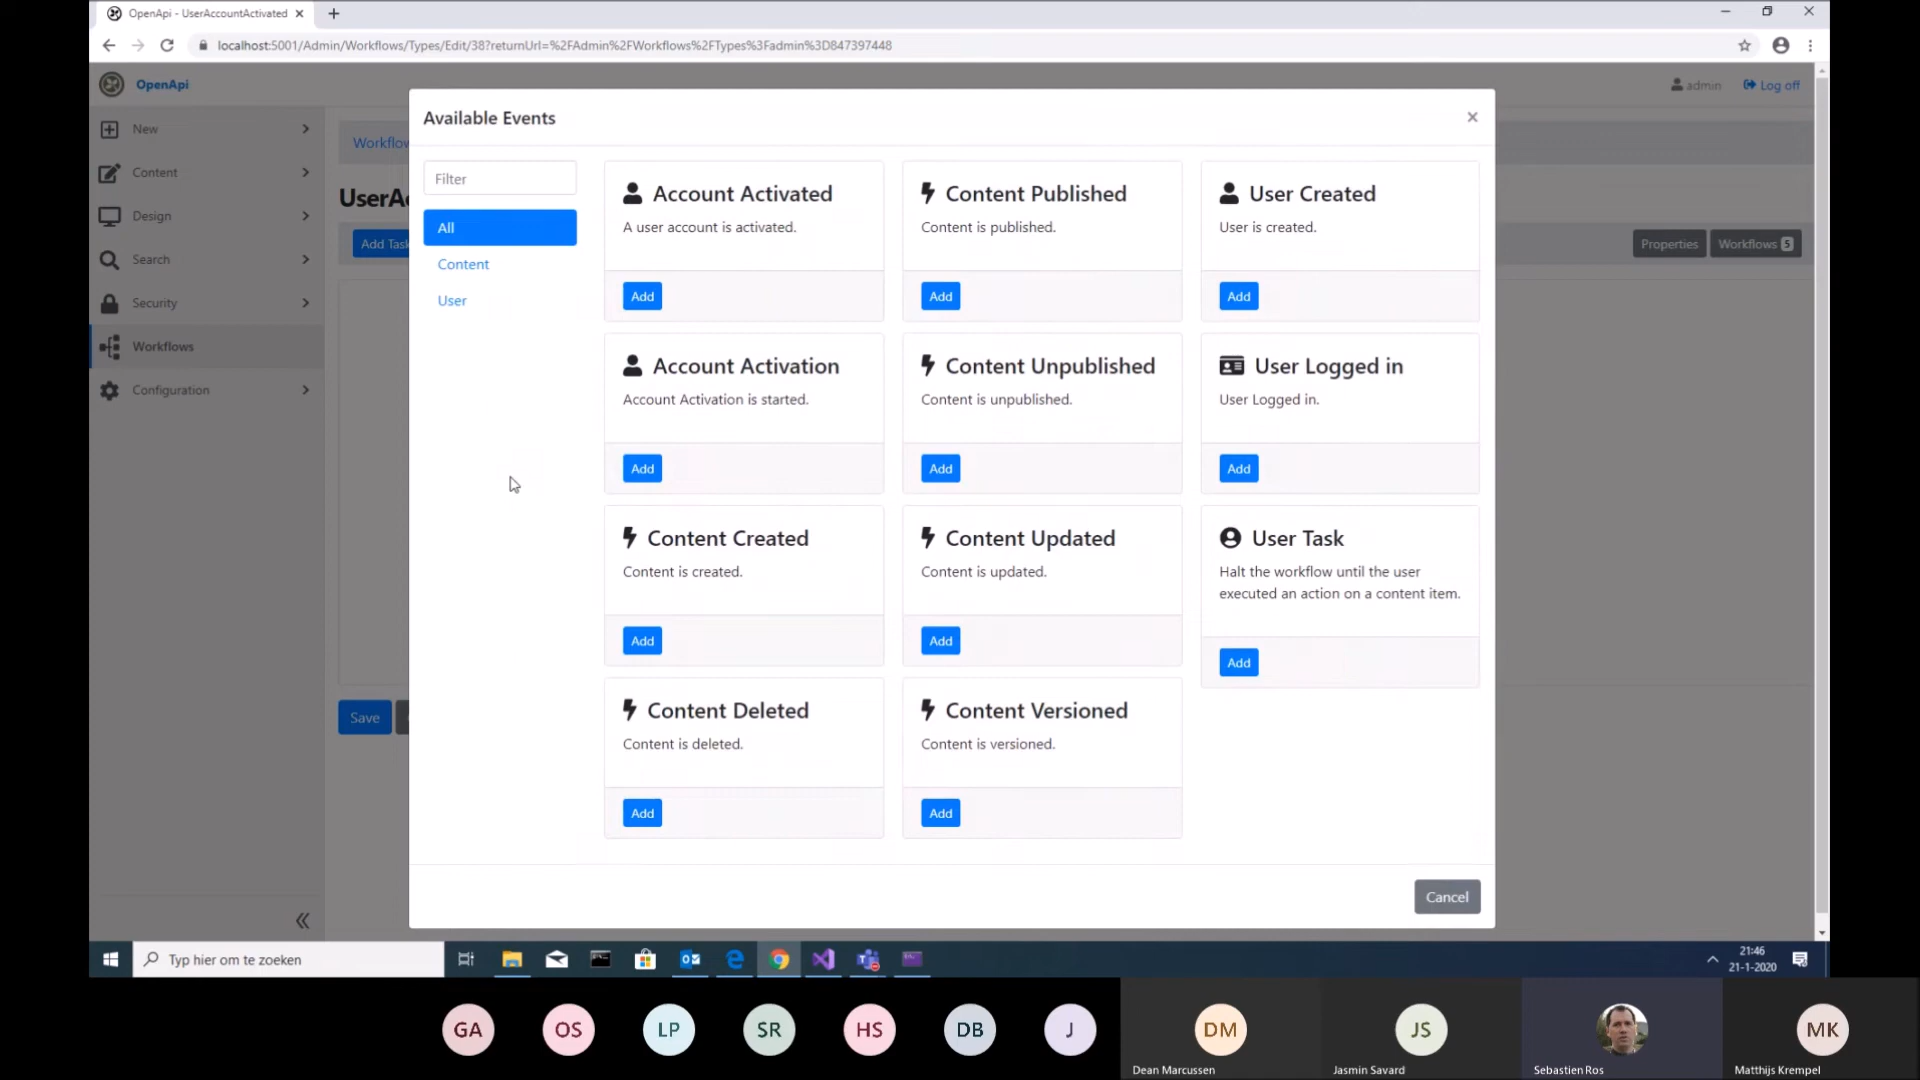 OpenApi - UserAccountActivated
localhost:5001/Admin/Workflows/Types/Edit/38?returnUrl=%2FAdmin%2FWorkflows%2FTypes%3Fadmin%3D847397448
OpenApi
admin
Log off
New
Content
Design
Search
Security
Workflows
Configuration
Workflow
UserAc
Add Task
Properties
Workflows 5
Save
Available Events
×
Filter
All
Content
User
Account Activated
A user account is activated.
Add
Content Published
Content is published.
Add
User Created
User is created.
Add
Account Activation
Account Activation is started.
Add
Content Unpublished
Content is unpublished.
Add
User Logged in
User Logged in.
Add
Content Created
Content is created.
Add
Content Updated
Content is updated.
Add
User Task
Halt the workflow until the user
executed an action on a content item.
Add
Content Deleted
Content is deleted.
Add
Content Versioned
Content is versioned.
Add
Cancel
Typ hier om te zoeken
21:46
21-1-2020
GA
OS
LP
SR
HS
DB
J
DM
JS
MK
Dean Marcussen
Jasmin Savard
Sebastien Ros
Matthijs Krempel